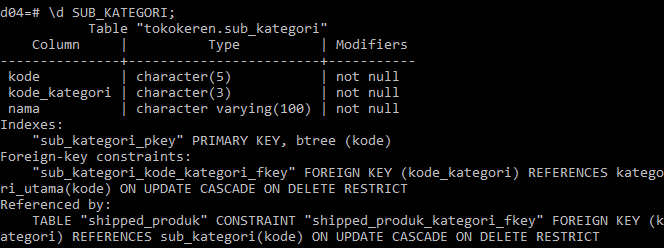 d04=# \d SUB_KATEGORI;
Table "tokokeren.sub_kategori"
Column | Type | Modifiers
---------------+------------------------+-----------
kode | character(5) | not null
kode_kategori | character(3) | not null
nama | character varying(100) | not null
Indexes:
"sub_kategori_pkey" PRIMARY KEY, btree (kode)
Foreign-key constraints:
"sub_kategori_kode_kategori_fkey" FOREIGN KEY (kode_kategori) REFERENCES katego
ri_utama(kode) ON UPDATE CASCADE ON DELETE RESTRICT
Referenced by:
TABLE "shipped_produk" CONSTRAINT "shipped_produk_kategori_fkey" FOREIGN KEY (k
ategori) REFERENCES sub_kategori(kode) ON UPDATE CASCADE ON DELETE RESTRICT